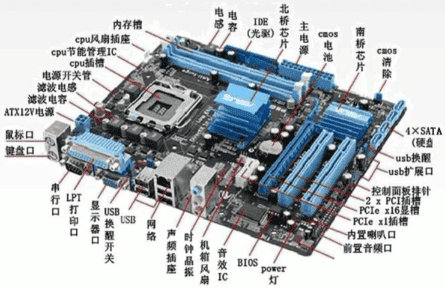 内存槽
电感
电容
IDE
(光驱)
北桥芯片
主电源
cmos
电池
南桥芯片
cmos
清除
cpu风扇插座
cpu节能管理IC
cpu插槽
电源开关管
滤波电感
滤波电容
ATX12V电源
鼠标口
键盘口
4×SATA
(硬盘
usb唤醒
usb扩展口
控制面板排针
2 x PCI插槽
PCIe x16显槽
PCIe x1插槽
内置喇叭口
前置音频口
串行口
LPT
打印口
显示器口
USB
唤醒开关
USB
网络
声频插座
时钟晶振
机箱风扇
音效
IC
BIOS
power
灯